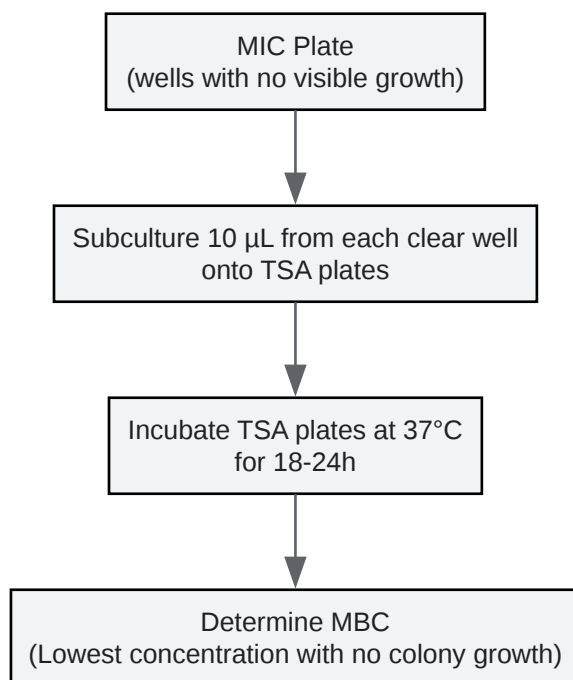 MIC Plate
(wells with no visible growth)
Subculture 10 µL from each clear well
onto TSA plates
Incubate TSA plates at 37°C
for 18-24h
Determine MBC
(Lowest concentration with no colony growth)